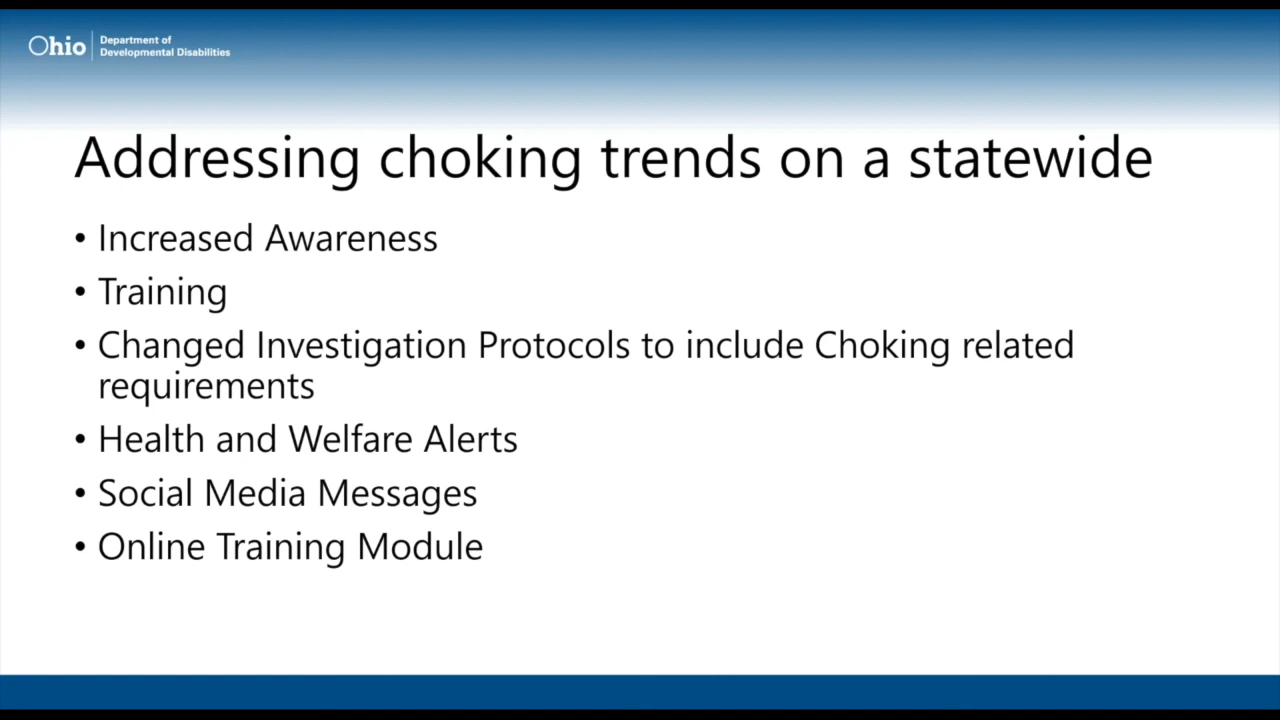 Ohio
Department of
Developmental Disabilities
Addressing choking trends on a statewide
• Increased Awareness
• Training
• Changed Investigation Protocols to include Choking related
requirements
• Health and Welfare Alerts
• Social Media Messages
• Online Training Module